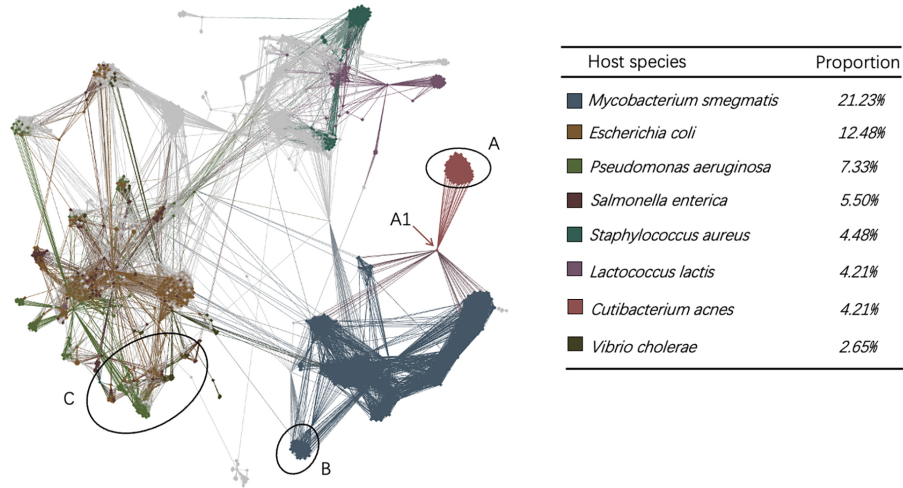 A
A1
C
B
Host species Proportion
Mycobacterium smegmatis 21.23%
Escherichia coli 12.48%
Pseudomonas aeruginosa 7.33%
Salmonella enterica 5.50%
Staphylococcus aureus 4.48%
Lactococcus lactis 4.21%
Cutibacterium acnes 4.21%
Vibrio cholerae 2.65%